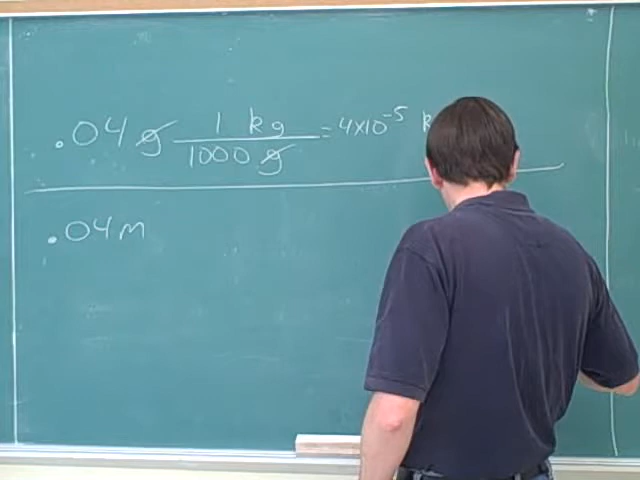 .04 g 1 kg = 4x10⁻⁵ k
1000 g
.04 m